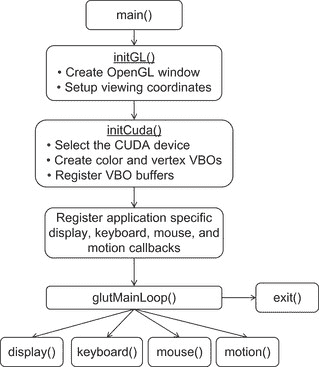 main()
initGL()
• Create OpenGL window
• Setup viewing coordinates
initCuda()
• Select the CUDA device
• Create color and vertex VBOs
• Register VBO buffers
Register application specific
display, keyboard, mouse, and
motion callbacks
glutMainLoop()
exit()
display()
keyboard()
mouse()
motion()